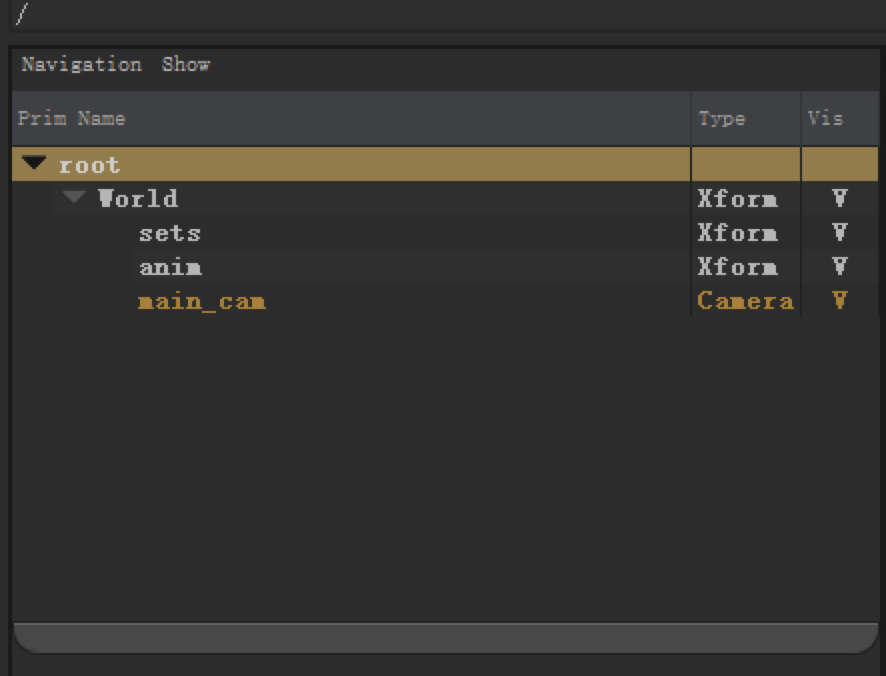 /
Navigation Show
Prim Name Type Vis
root
World Xform V
sets Xform V
anim Xform V
main_cam Camera V